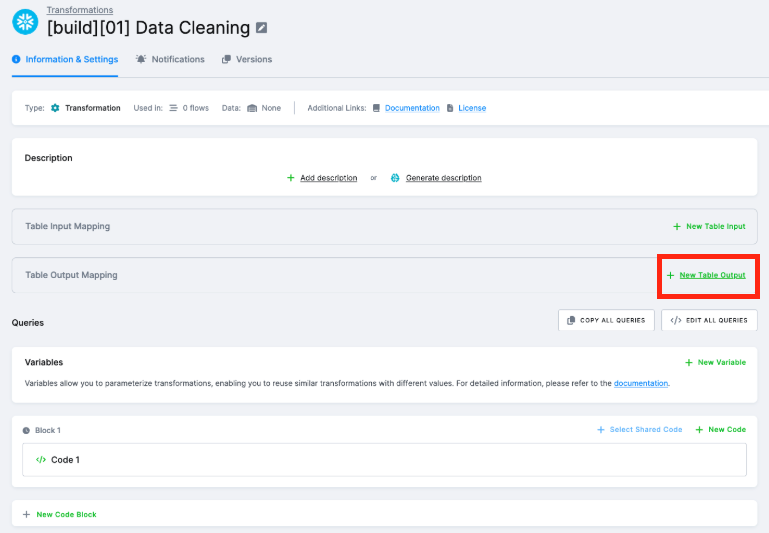 Transformations
[build][01] Data Cleaning
Information & Settings Notifications Versions
Type: Transformation Used in: 0 flows Data: None Additional Links: Documentation License
Description
Add description or Generate description
Table Input Mapping + New Table Input
Table Output Mapping + New Table Output
Queries COPY ALL QUERIES </> EDIT ALL QUERIES
Variables + New Variable
Variables allow you to parameterize transformations, enabling you to reuse similar transformations with different values. For detailed information, please refer to the documentation.
Block 1 + Select Shared Code + New Code
</> Code 1
+ New Code Block